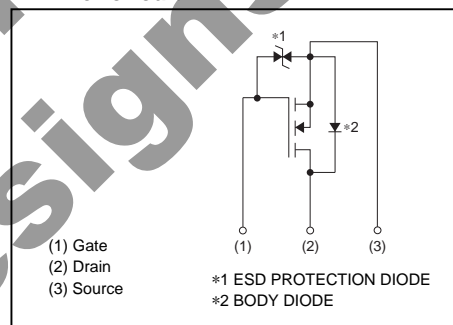 *1
*2
(1) Gate
(2) Drain
(3) Source
(1) (2) (3)
*1 ESD PROTECTION DIODE
*2 BODY DIODE